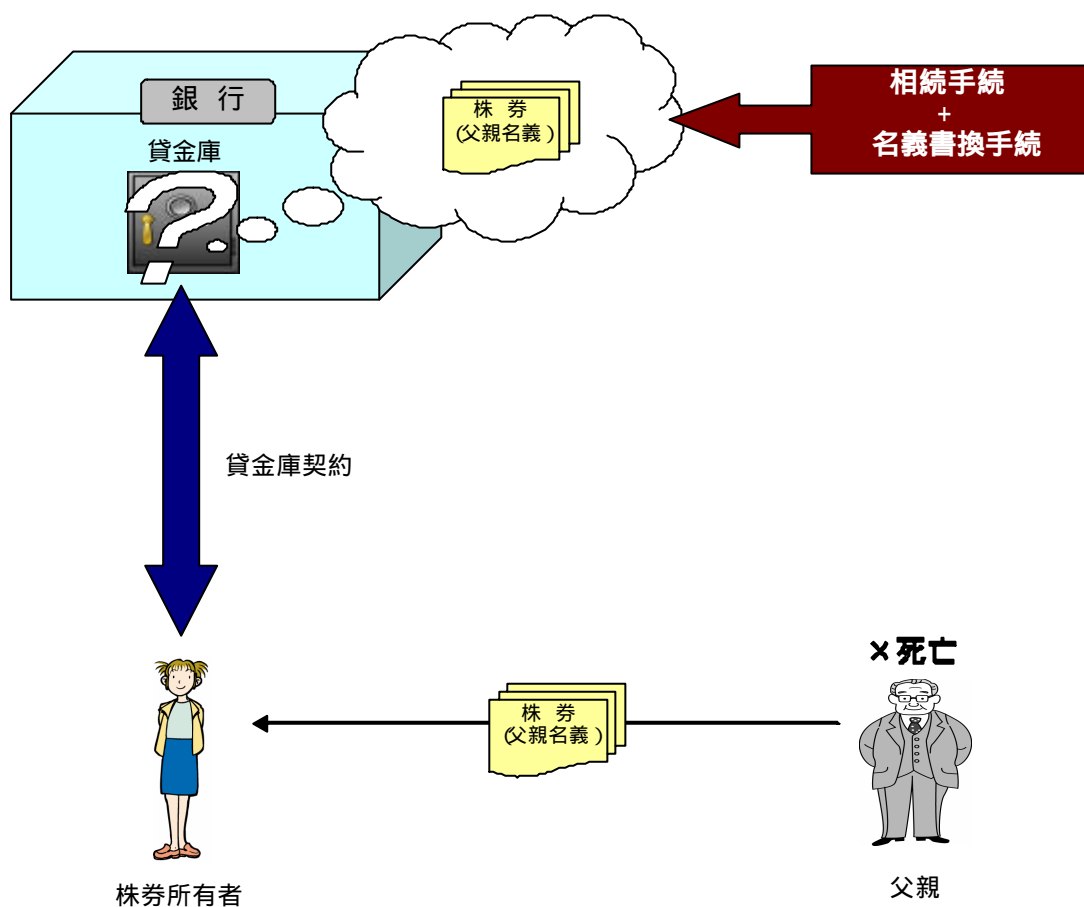 銀 行
貸金庫
株 券
(父親名義)
相続手続
+
名義書換手続
貸金庫契約
×死亡
株 券
(父親名義)
株券所有者
父親